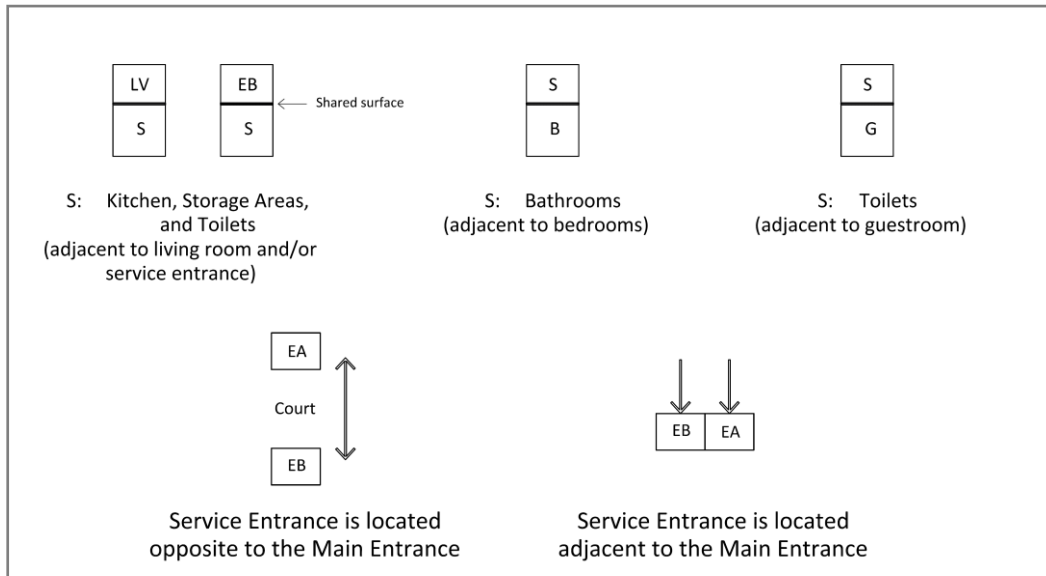 LV
S
EB
S
Shared surface
S
B
S
G
S: Kitchen, Storage Areas,
and Toilets
(adjacent to living room and/or
service entrance)
S: Bathrooms
(adjacent to bedrooms)
S: Toilets
(adjacent to guestroom)
EA
Court
EB
EB
EA
Service Entrance is located
opposite to the Main Entrance
Service Entrance is located
adjacent to the Main Entrance